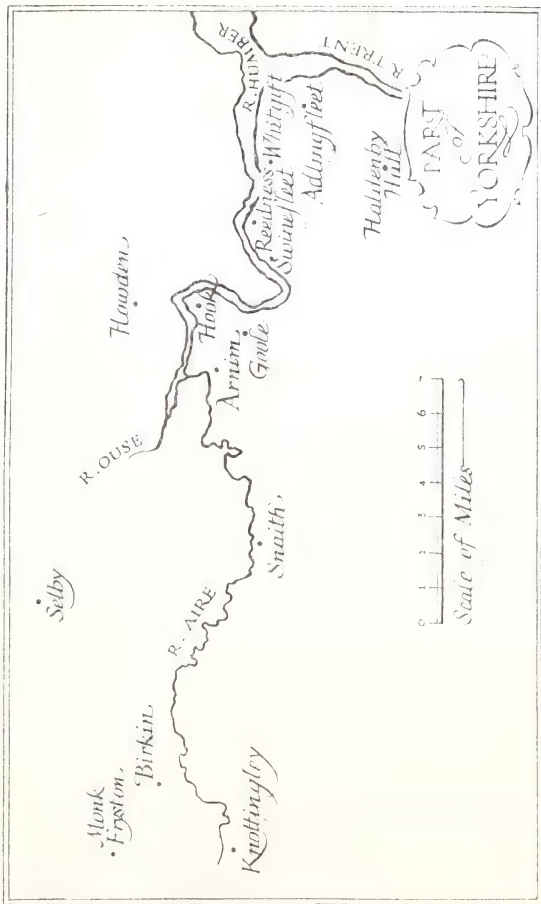 Monk
Fryston
Birkin
Knottingley
Selby
R. AIRE
Snaith
R. OUSE
Howden
Hook
Arnim
Goole
Reedness
Swinefleet
Whitgift
Adlingfleet
Haldenby
Hall
R. HUMBER
R. TRENT
0 1 2 3 4 5 6 7
Scale of Miles
PART
of
YORKSHIRE